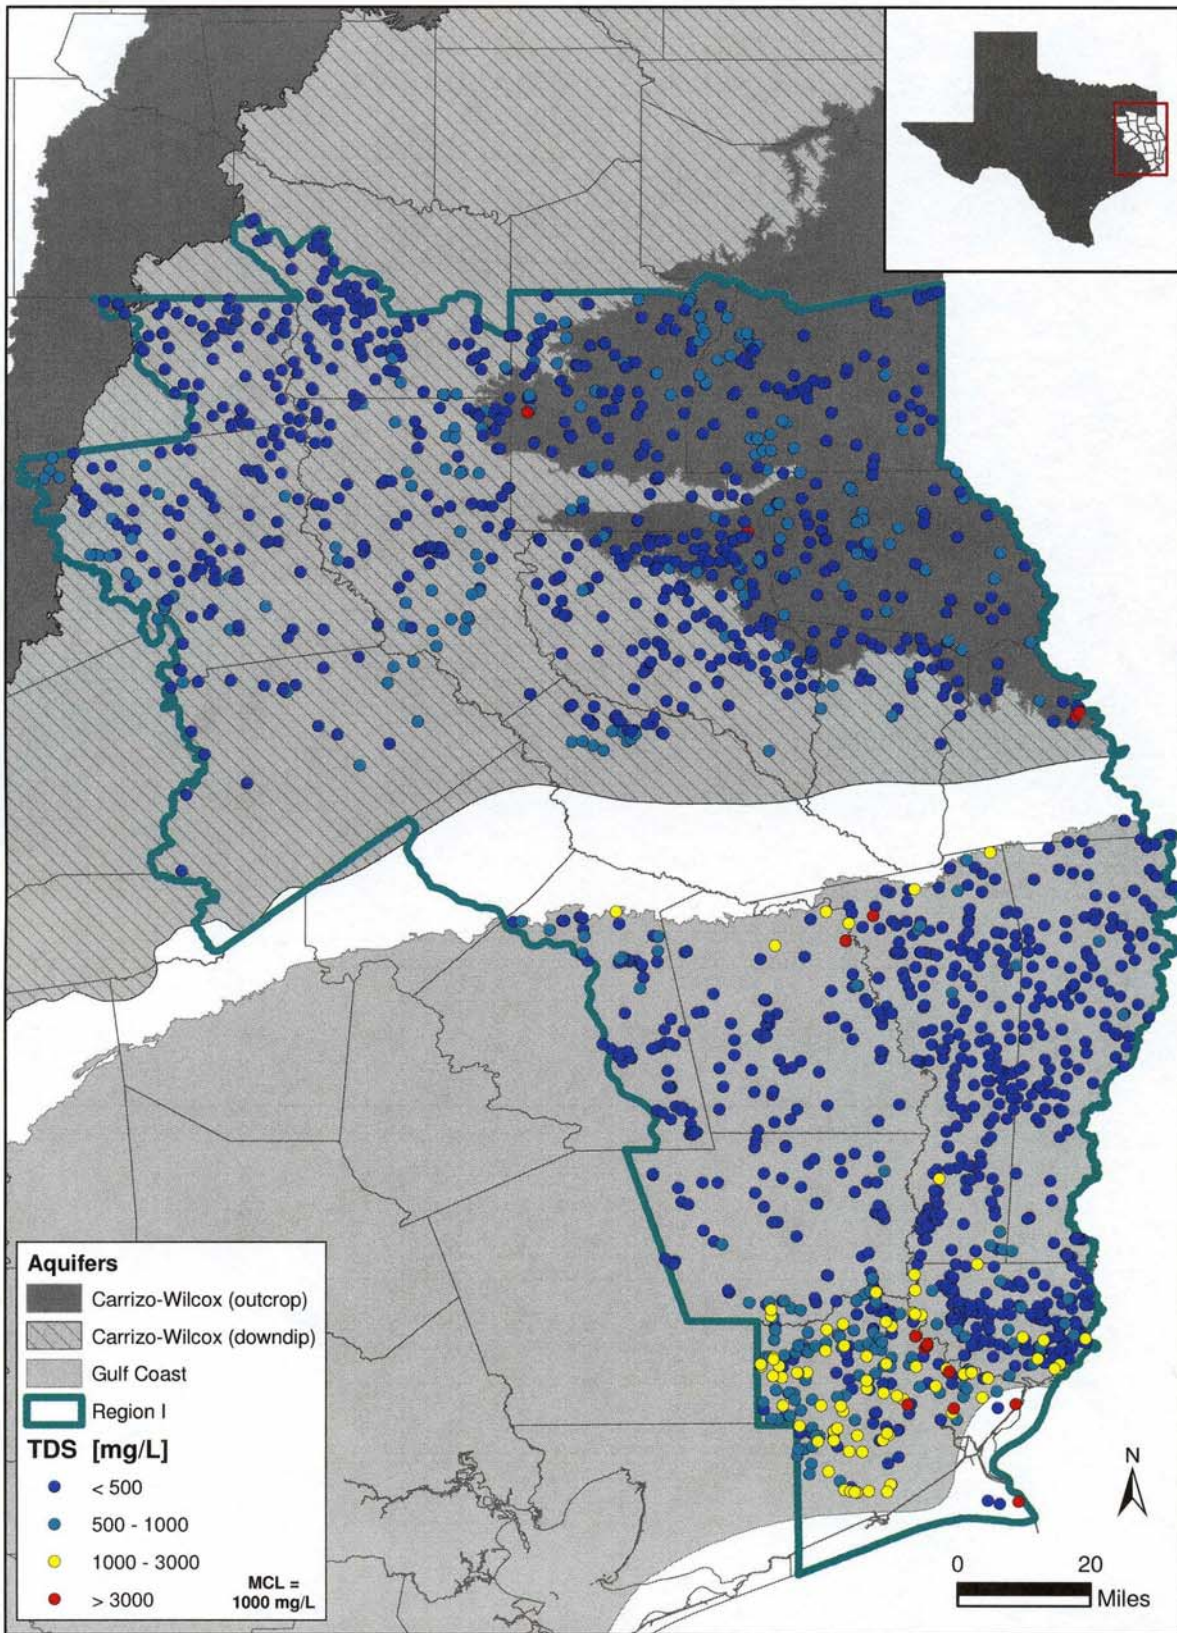 Aquifers
Carrizo-Wilcox (outcrop)
Carrizo-Wilcox (downdip)
Gulf Coast
Region I
TDS [mg/L]
< 500
500 - 1000
1000 - 3000
> 3000
MCL =
1000 mg/L
N
0 20
Miles